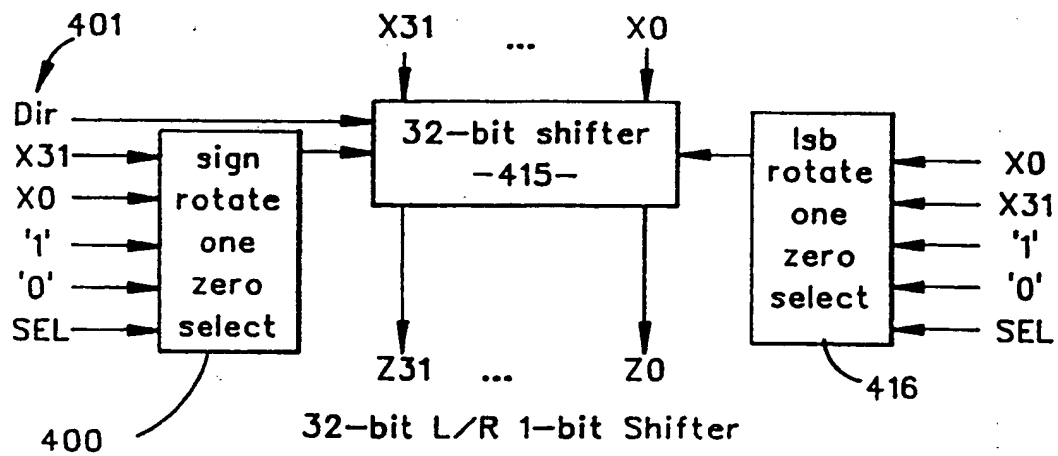 401
X31 ... X0
Dir
32-bit shifter
-415-
X31
X0
'1'
'0'
SEL
sign
rotate
one
zero
select
lsb
rotate
one
zero
select
X0
X31
'1'
'0'
SEL
Z31 ... Z0
400
416
32-bit L/R 1-bit Shifter